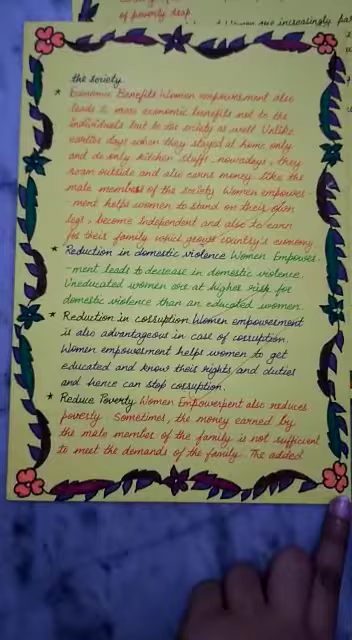 of poverty trap.
increasingly
the society.
* Economic Benefits Women empowerment also
leads to more economic benefits not to the
individuals but to the society as well. Unlike
earlier days when they stayed at home only
and do only kitchen stuffs, nowadays, they
roam outside and also earns money like the
male members of the society. Women empower-
-ment helps women to stand on their own
legs, become independent and also to earn
for their family which grows country's economy.
* Reduction in domestic violence Women Empower-
-ment leads to decrease in domestic violence.
Uneducated women are at higher risk for
domestic violence than an educated women.
* Reduction in corruption Women empowerment
is also advantageous in case of corruption.
Women empowerment helps women to get
educated and know their rights and duties
and hence can stop corruption.
* Reduce Poverty Women Empowerpent also reduces
poverty. Sometimes, the money earned by
the male member of the family is not sufficient
to meet the demands of the family. The added